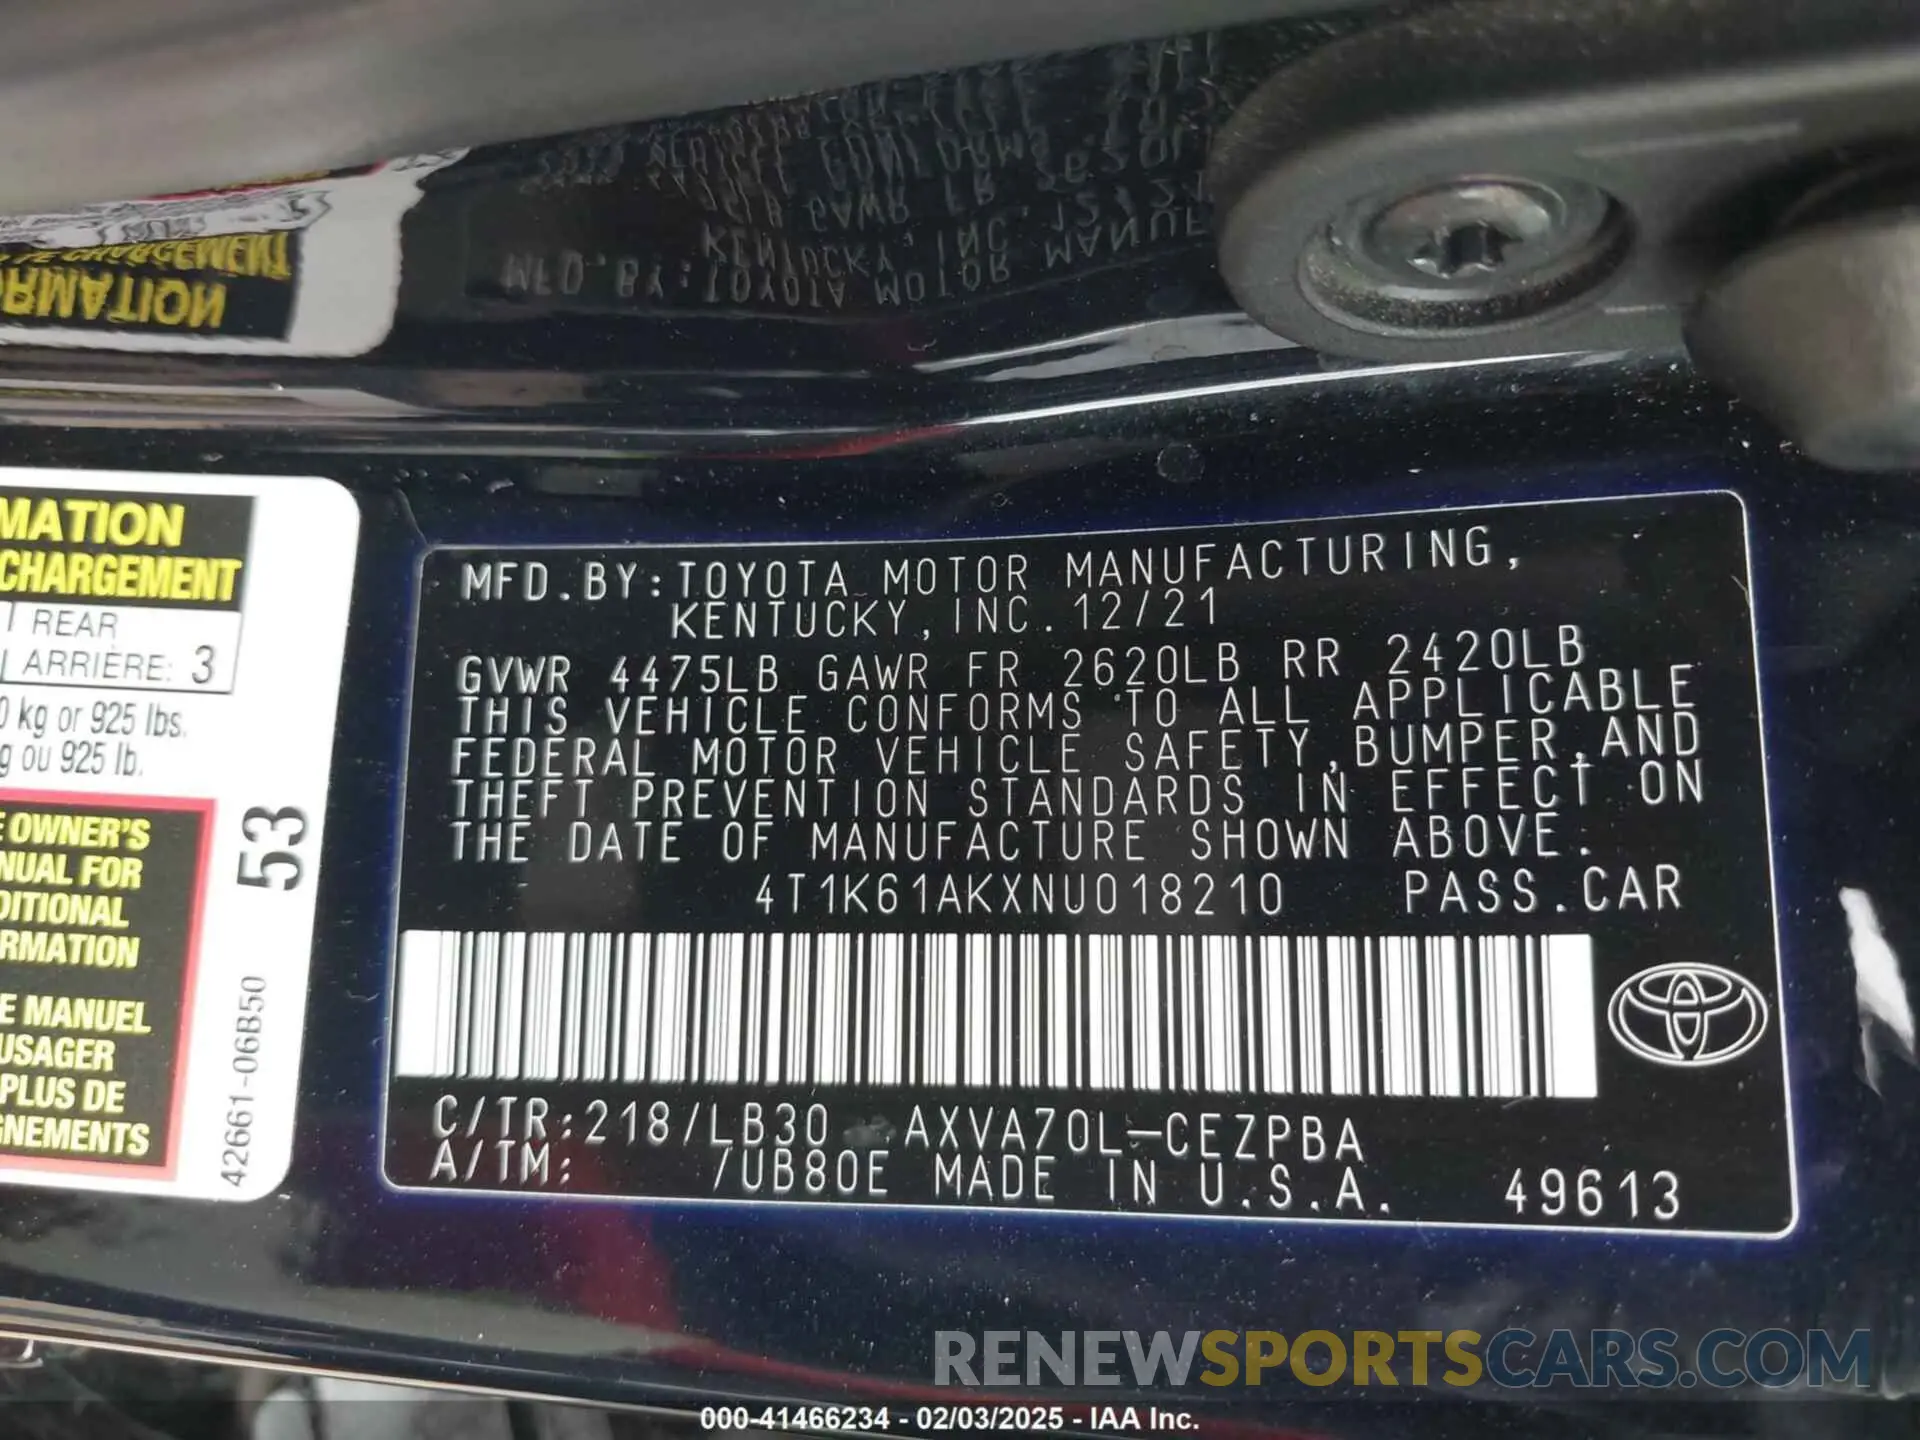 MFD.BY:TOYOTA MOTOR MANUFACTURING,
KENTUCKY, INC. 12/21
GVWR 4475LB GAWR FR 2620LB RR 2420LB
THIS VEHICLE CONFORMS TO ALL APPLICABLE
FEDERAL MOTOR VEHICLE SAFETY, BUMPER, AND
THEFT PREVENTION STANDARDS IN EFFECT ON
THE DATE OF MANUFACTURE SHOWN ABOVE.
4T1K61AKXNU018210 PASS.CAR
C/TR:218/LB30 AXVA70L-CEZPBA
A/TM: /UB80E MADE IN U.S.A. 49613
MATION
CHARGEMENT
REAR
ARRIÈRE: 3
0 kg or 925 lbs.
g ou 925 lb.
E OWNER'S
NUAL FOR
DITIONAL
RMATION
E MANUEL
USAGER
PLUS DE
GNEMENTS
53
42661-06B50
RENEWSPORTSCARS.COM
000-41466234 - 02/03/2025 - IAA Inc.